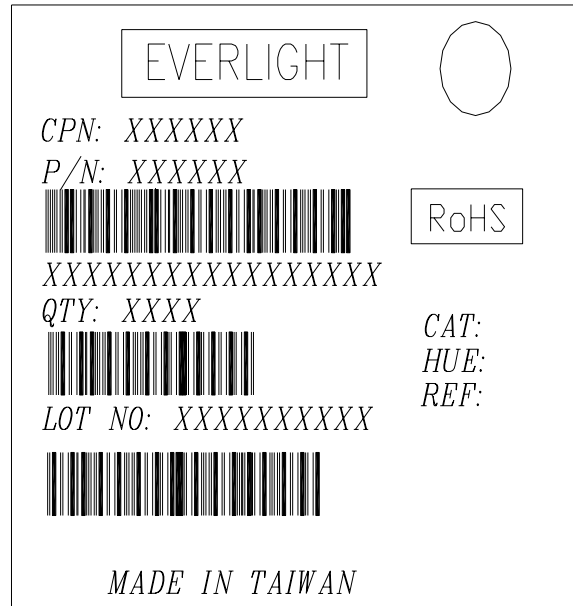 EVERLIGHT
CPN: XXXXXX
P/N: XXXXXX
RoHS
XXXXXXXXXXXXXXXXX
QTY: XXXX
CAT:
HUE:
REF:
LOT NO: XXXXXXXXXX
MADE IN TAIWAN